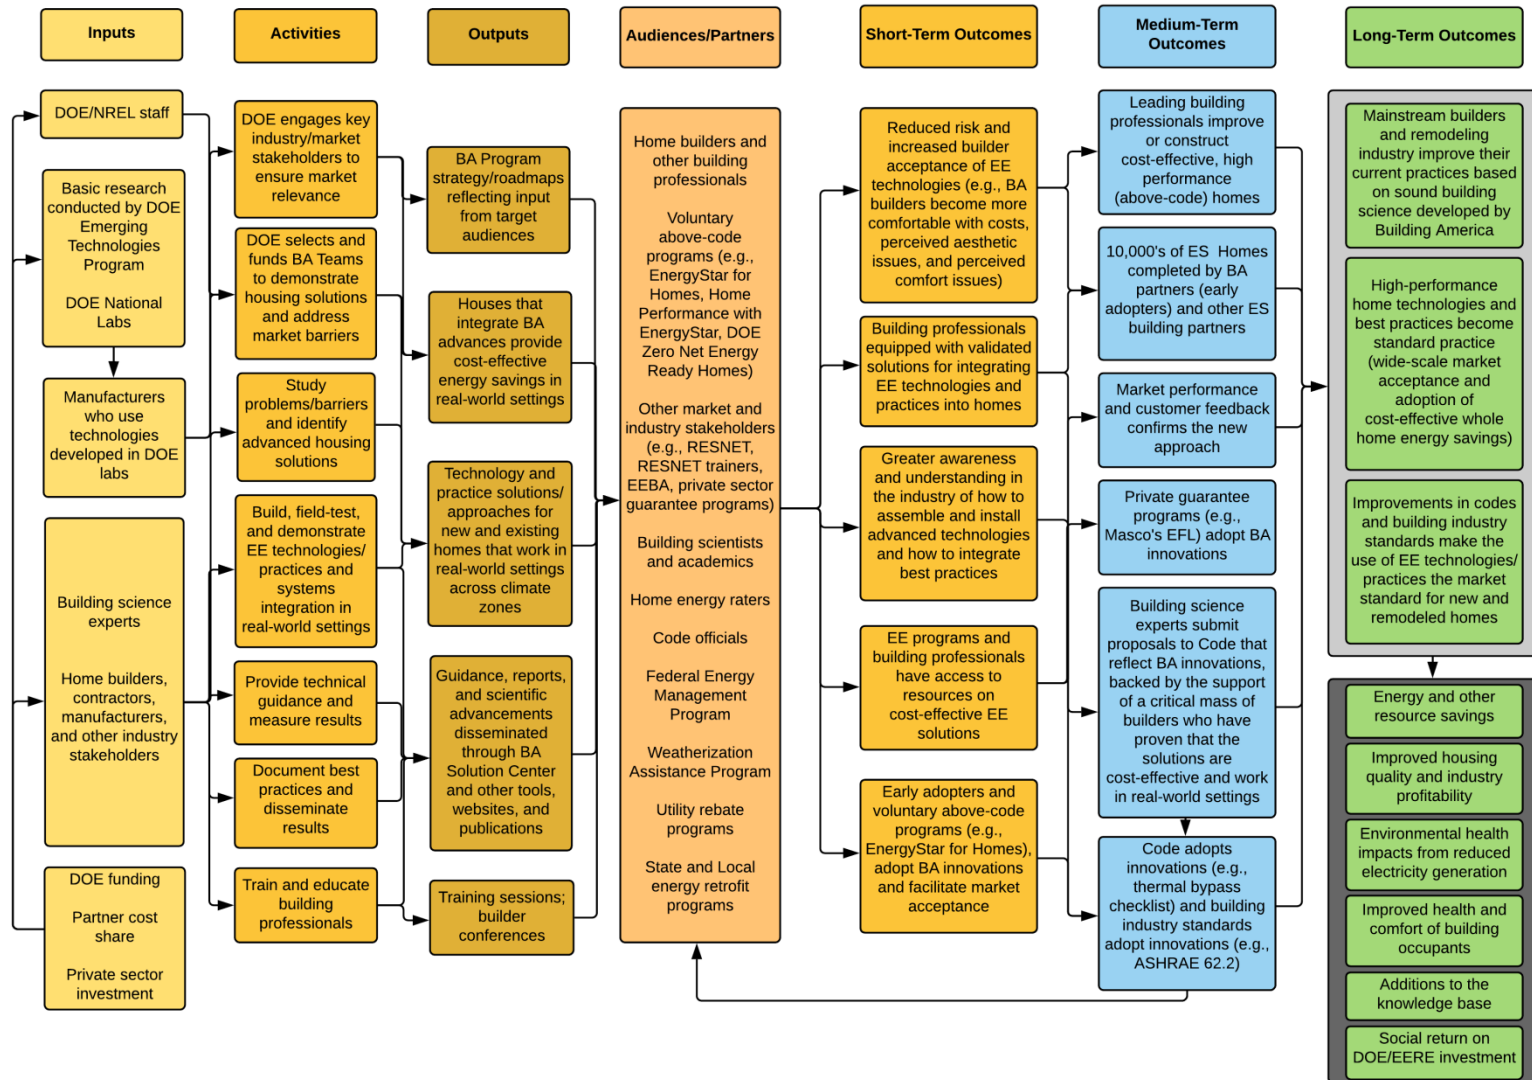 Inputs
Activities
Outputs
Audiences/Partners
Short-Term Outcomes
Medium-Term
Outcomes
Long-Term Outcomes
DOE/NREL staff
Basic research
conducted by DOE
Emerging
Technologies
Program
DOE National
Labs
Manufacturers
who use
technologies
developed in DOE
labs
Building science
experts
Home builders,
contractors,
manufacturers,
and other industry
stakeholders
DOE funding
Partner cost
share
Private sector
investment
DOE engages key
industry/market
stakeholders to
ensure market
relevance
DOE selects and
funds BA Teams
to demonstrate
housing solutions
and address
market barriers
Study
problems/barriers
and identify
advanced housing
solutions
Build, field-test,
and demonstrate
EE technologies/
practices and
systems
integration in
real-world settings
Provide technical
guidance and
measure results
Document best
practices and
disseminate
results
Train and educate
building
professionals
BA Program
strategy/roadmaps
reflecting input
from target
audiences
Houses that
integrate BA
advances provide
cost-effective
energy savings in
real-world settings
Technology and
practice solutions/
approaches for
new and existing
homes that work in
real-world settings
across climate
zones
Guidance, reports,
and scientific
advancements
disseminated
through BA
Solution Center
and other tools,
websites, and
publications
Training sessions;
builder
conferences
Home builders and
other building
professionals
Voluntary
above-code
programs (e.g.,
EnergyStar for
Homes, Home
Performance with
EnergyStar, DOE
Zero Net Energy
Ready Homes)
Other market and
industry stakeholders
(e.g., RESNET,
RESNET trainers,
EEBA, private sector
guarantee programs)
Building scientists
and academics
Home energy raters
Code officials
Federal Energy
Management
Program
Weatherization
Assistance Program
Utility rebate
programs
State and Local
energy retrofit
programs
Reduced risk and
increased builder
acceptance of EE
technologies (e.g., BA
builders become more
comfortable with costs,
perceived aesthetic
issues, and perceived
comfort issues)
Building professionals
equipped with validated
solutions for integrating
EE technologies and
practices into homes
Greater awareness
and understanding in
the industry of how to
assemble and install
advanced technologies
and how to integrate
best practices
EE programs and
building professionals
have access to
resources on
cost-effective EE
solutions
Early adopters and
voluntary above-code
programs (e.g.,
EnergyStar for Homes),
adopt BA innovations
and facilitate market
acceptance
Leading building
professionals improve
or construct
cost-effective, high
performance
(above-code) homes
10,000's of ES Homes
completed by BA
partners (early
adopters) and other ES
building partners
Market performance
and customer feedback
confirms the new
approach
Private guarantee
programs (e.g.,
Masco's EFL) adopt BA
innovations
Building science
experts submit
proposals to Code that
reflect BA innovations,
backed by the support
of a critical mass of
builders who have
proven that the
solutions are
cost-effective and work
in real-world settings
Code adopts
innovations (e.g.,
thermal bypass
checklist) and building
industry standards
adopt innovations (e.g.,
ASHRAE 62.2)
Mainstream builders
and remodeling
industry improve their
current practices based
on sound building
science developed by
Building America
High-performance
home technologies and
best practices become
standard practice
(wide-scale market
acceptance and
adoption of
cost-effective whole
home energy savings)
Improvements in codes
and building industry
standards make the
use of EE technologies/
practices the market
standard for new and
remodeled homes
Energy and other
resource savings
Improved housing
quality and industry
profitability
Environmental health
impacts from reduced
electricity generation
Improved health and
comfort of building
occupants
Additions to the
knowledge base
Social return on
DOE/EERE investment